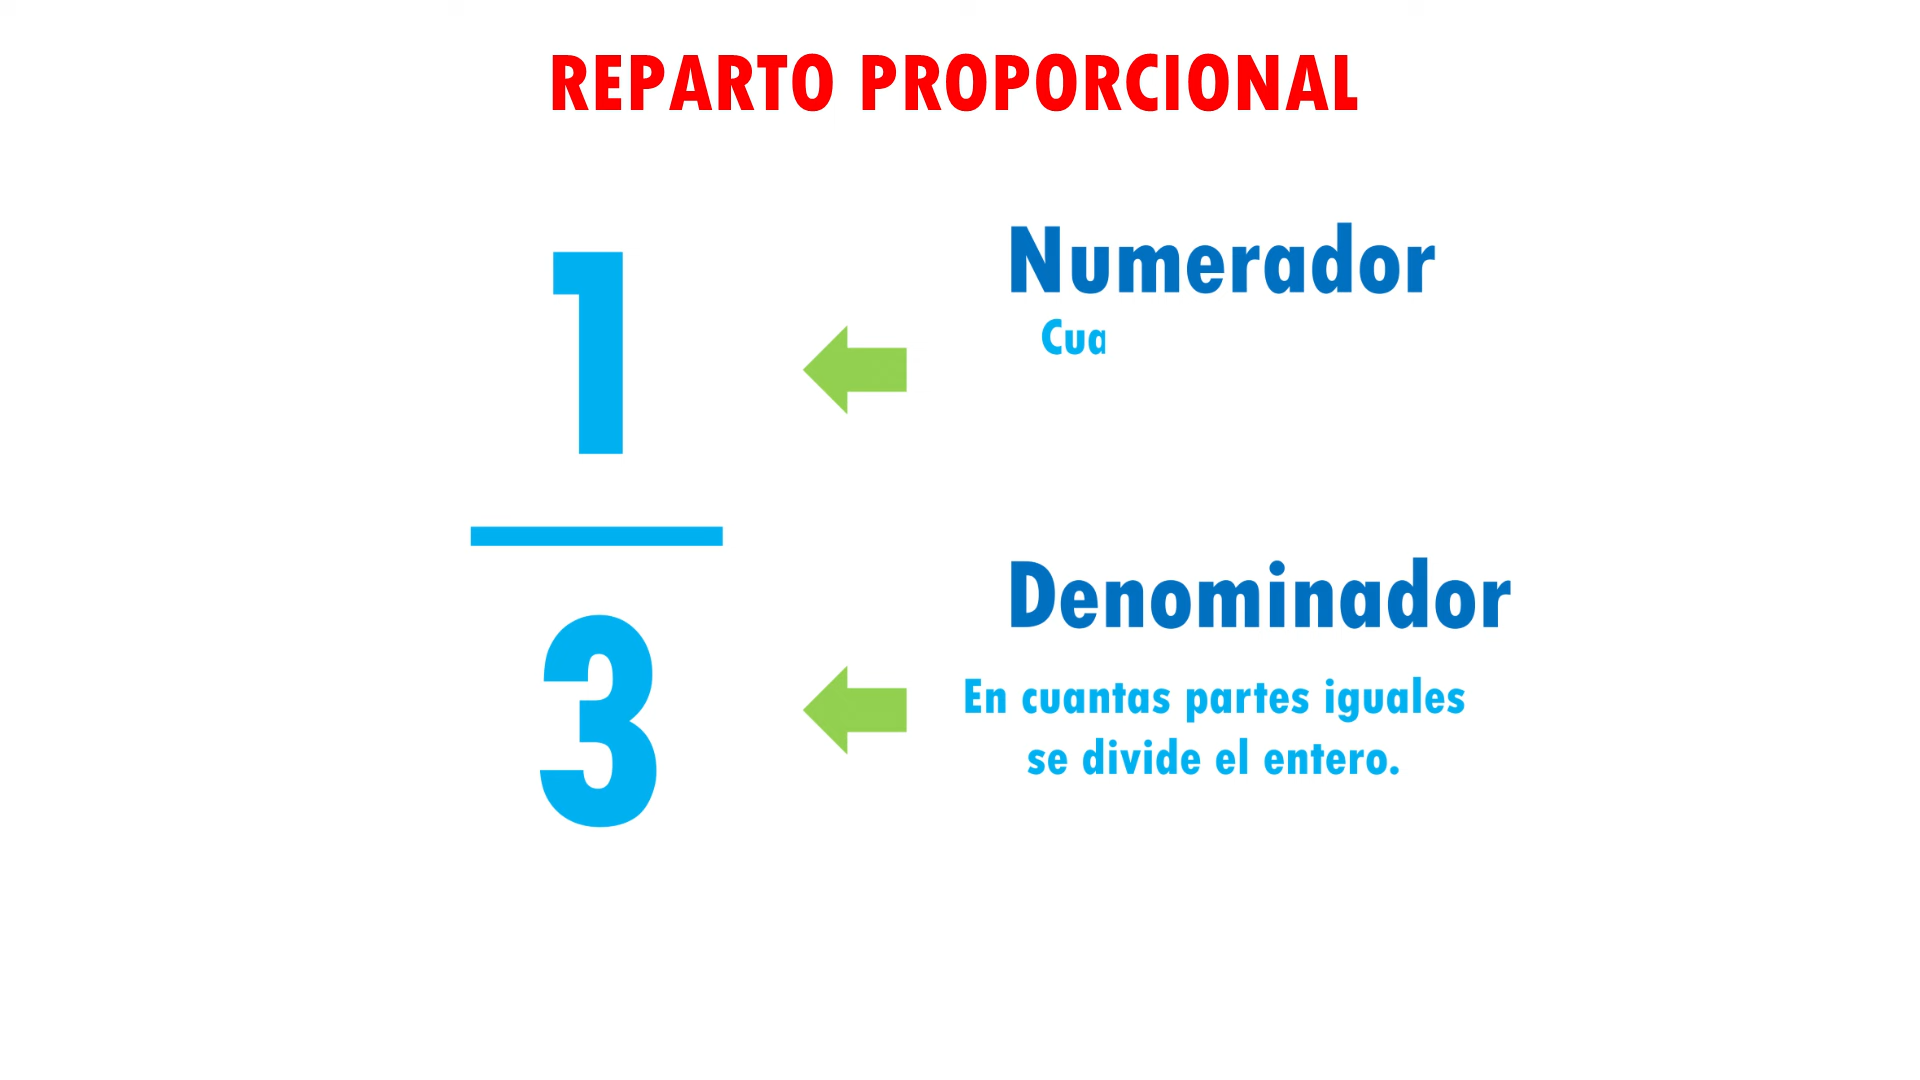 REPARTO PROPORCIONAL
1
Numerador
Cua
3
Denominador
En cuantas partes iguales
se divide el entero.